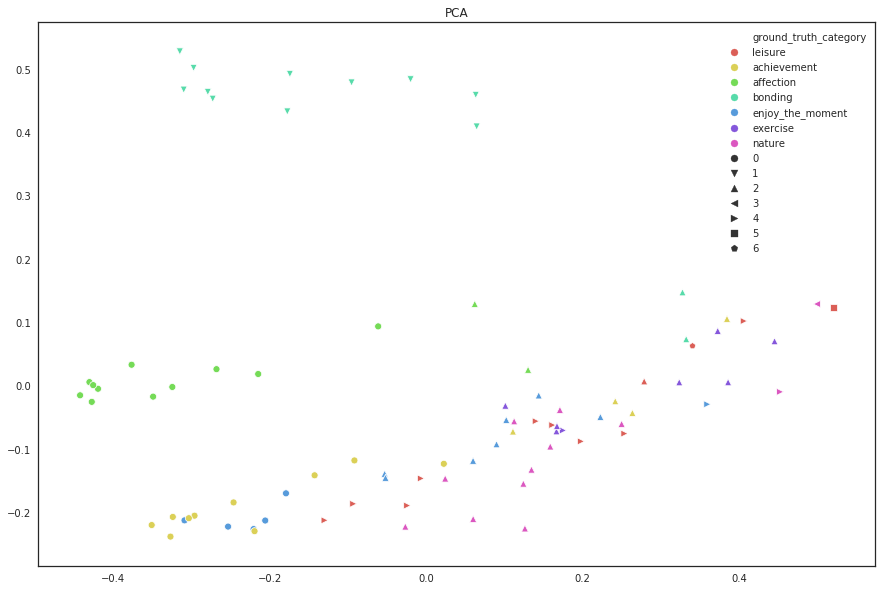 PCA
ground_truth_category
leisure
achievement
affection
bonding
enjoy_the_moment
exercise
nature
0
1
2
3
4
5
6
0.5
0.4
0.3
0.2
0.1
0.0
−0.1
−0.2
−0.4
−0.2
0.0
0.2
0.4